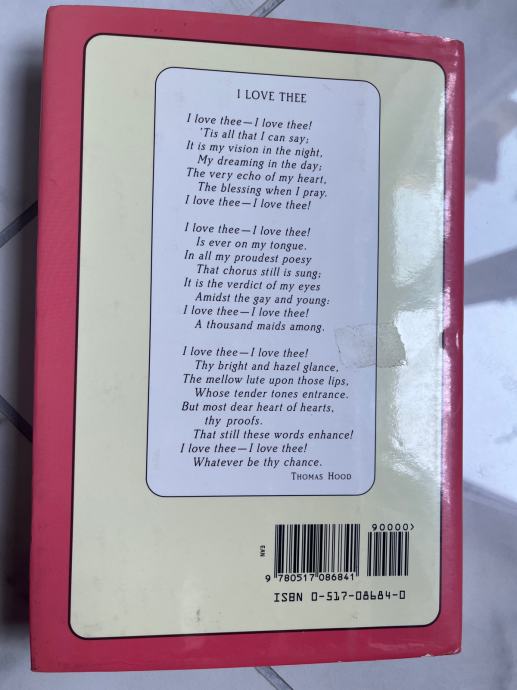 I LOVE THEE
I love thee—I love thee!
'Tis all that I can say;
It is my vision in the night,
My dreaming in the day;
The very echo of my heart,
The blessing when I pray.
I love thee—I love thee!
I love thee—I love thee!
Is ever on my tongue.
In all my proudest poesy
That chorus still is sung;
It is the verdict of my eyes
Amidst the gay and young:
I love thee—I love thee!
A thousand maids among.
I love thee—I love thee!
Thy bright and hazel glance,
The mellow lute upon those lips,
Whose tender tones entrance.
But most dear heart of hearts,
thy proofs.
That still these words enhance!
I love thee—I love thee!
Whatever be thy chance.
THOMAS HOOD
90000>
EAN
9 780517 086841
ISBN 0-517-08684-0